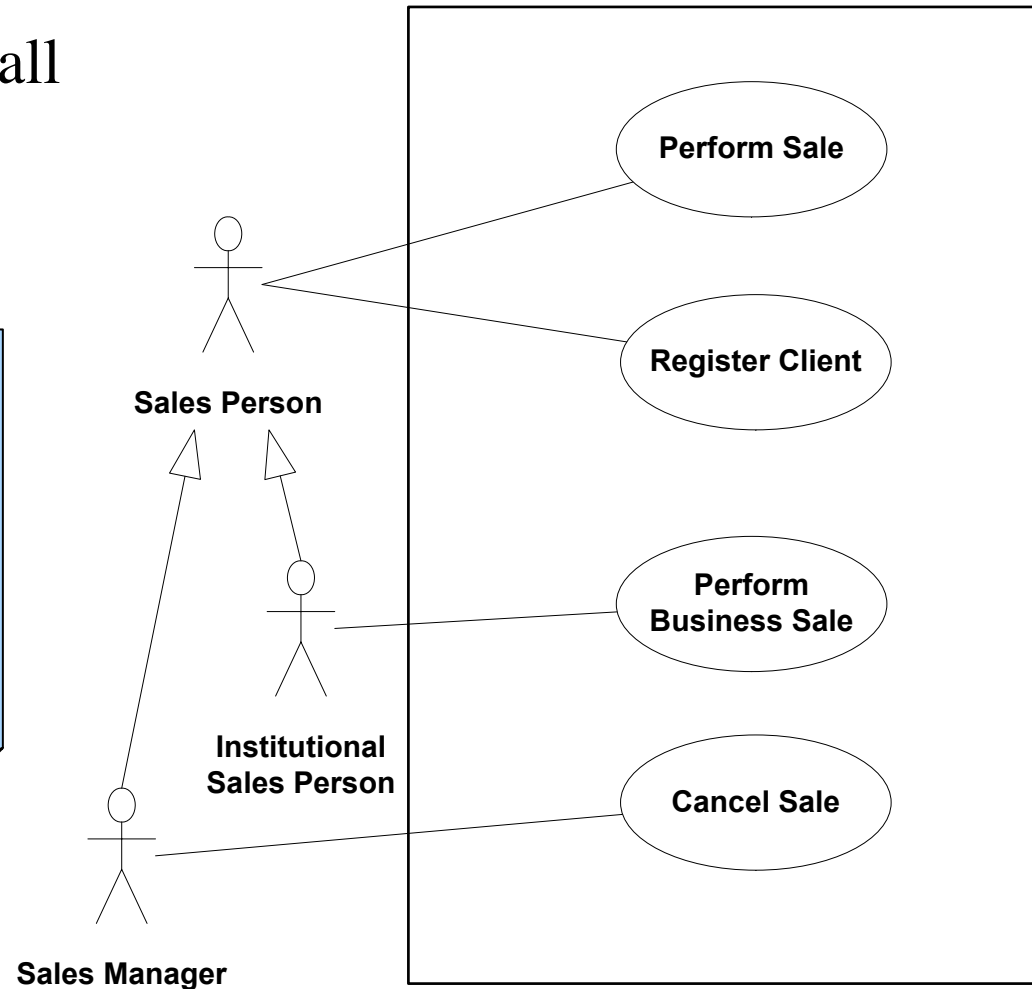 all
Perform Sale
Register Client
Sales Person
Perform
Business Sale
Institutional
Sales Person
Cancel Sale
Sales Manager